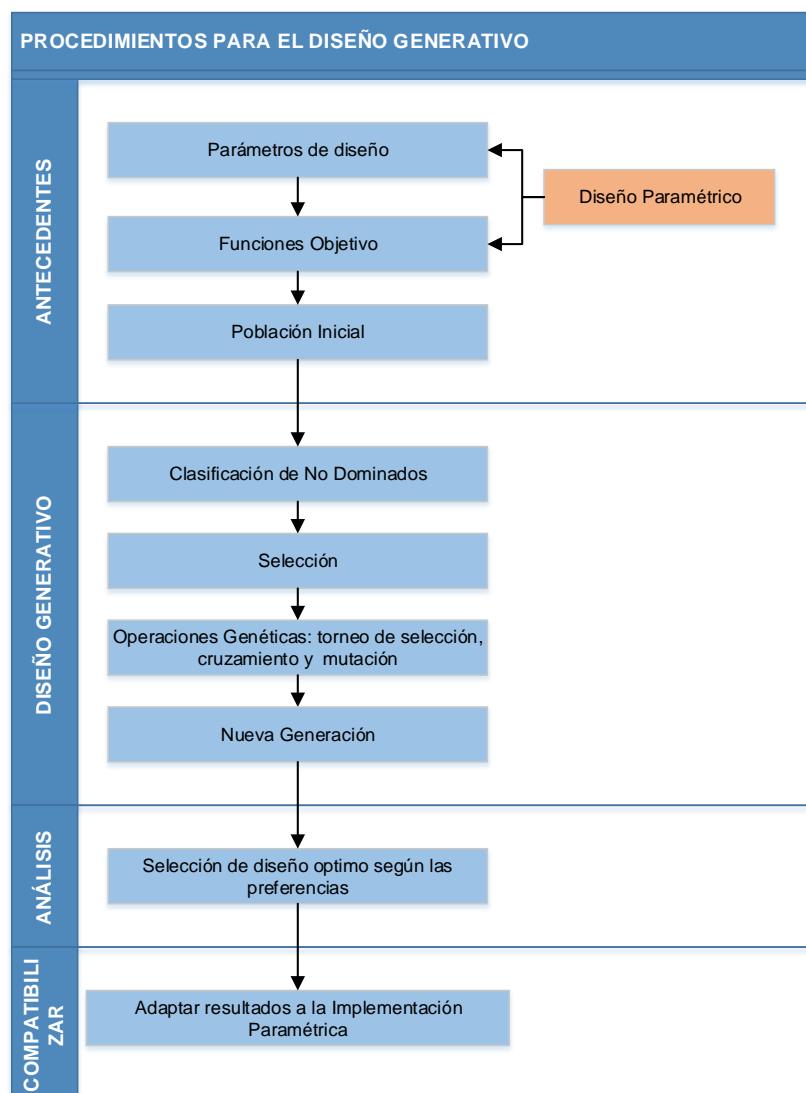 PROCEDIMIENTOS PARA EL DISEÑO GENERATIVO
ANTECEDENTES
Parámetros de diseño
Diseño Paramétrico
Funciones Objetivo
Población Inicial
DISEÑO GENERATIVO
Clasificación de No Dominados
Selección
Operaciones Genéticas: torneo de selección,
cruzamiento y mutación
Nueva Generación
ANÁLISIS
Selección de diseño optimo según las
preferencias
COMPATIBILI
ZAR
Adaptar resultados a la Implementación
Paramétrica